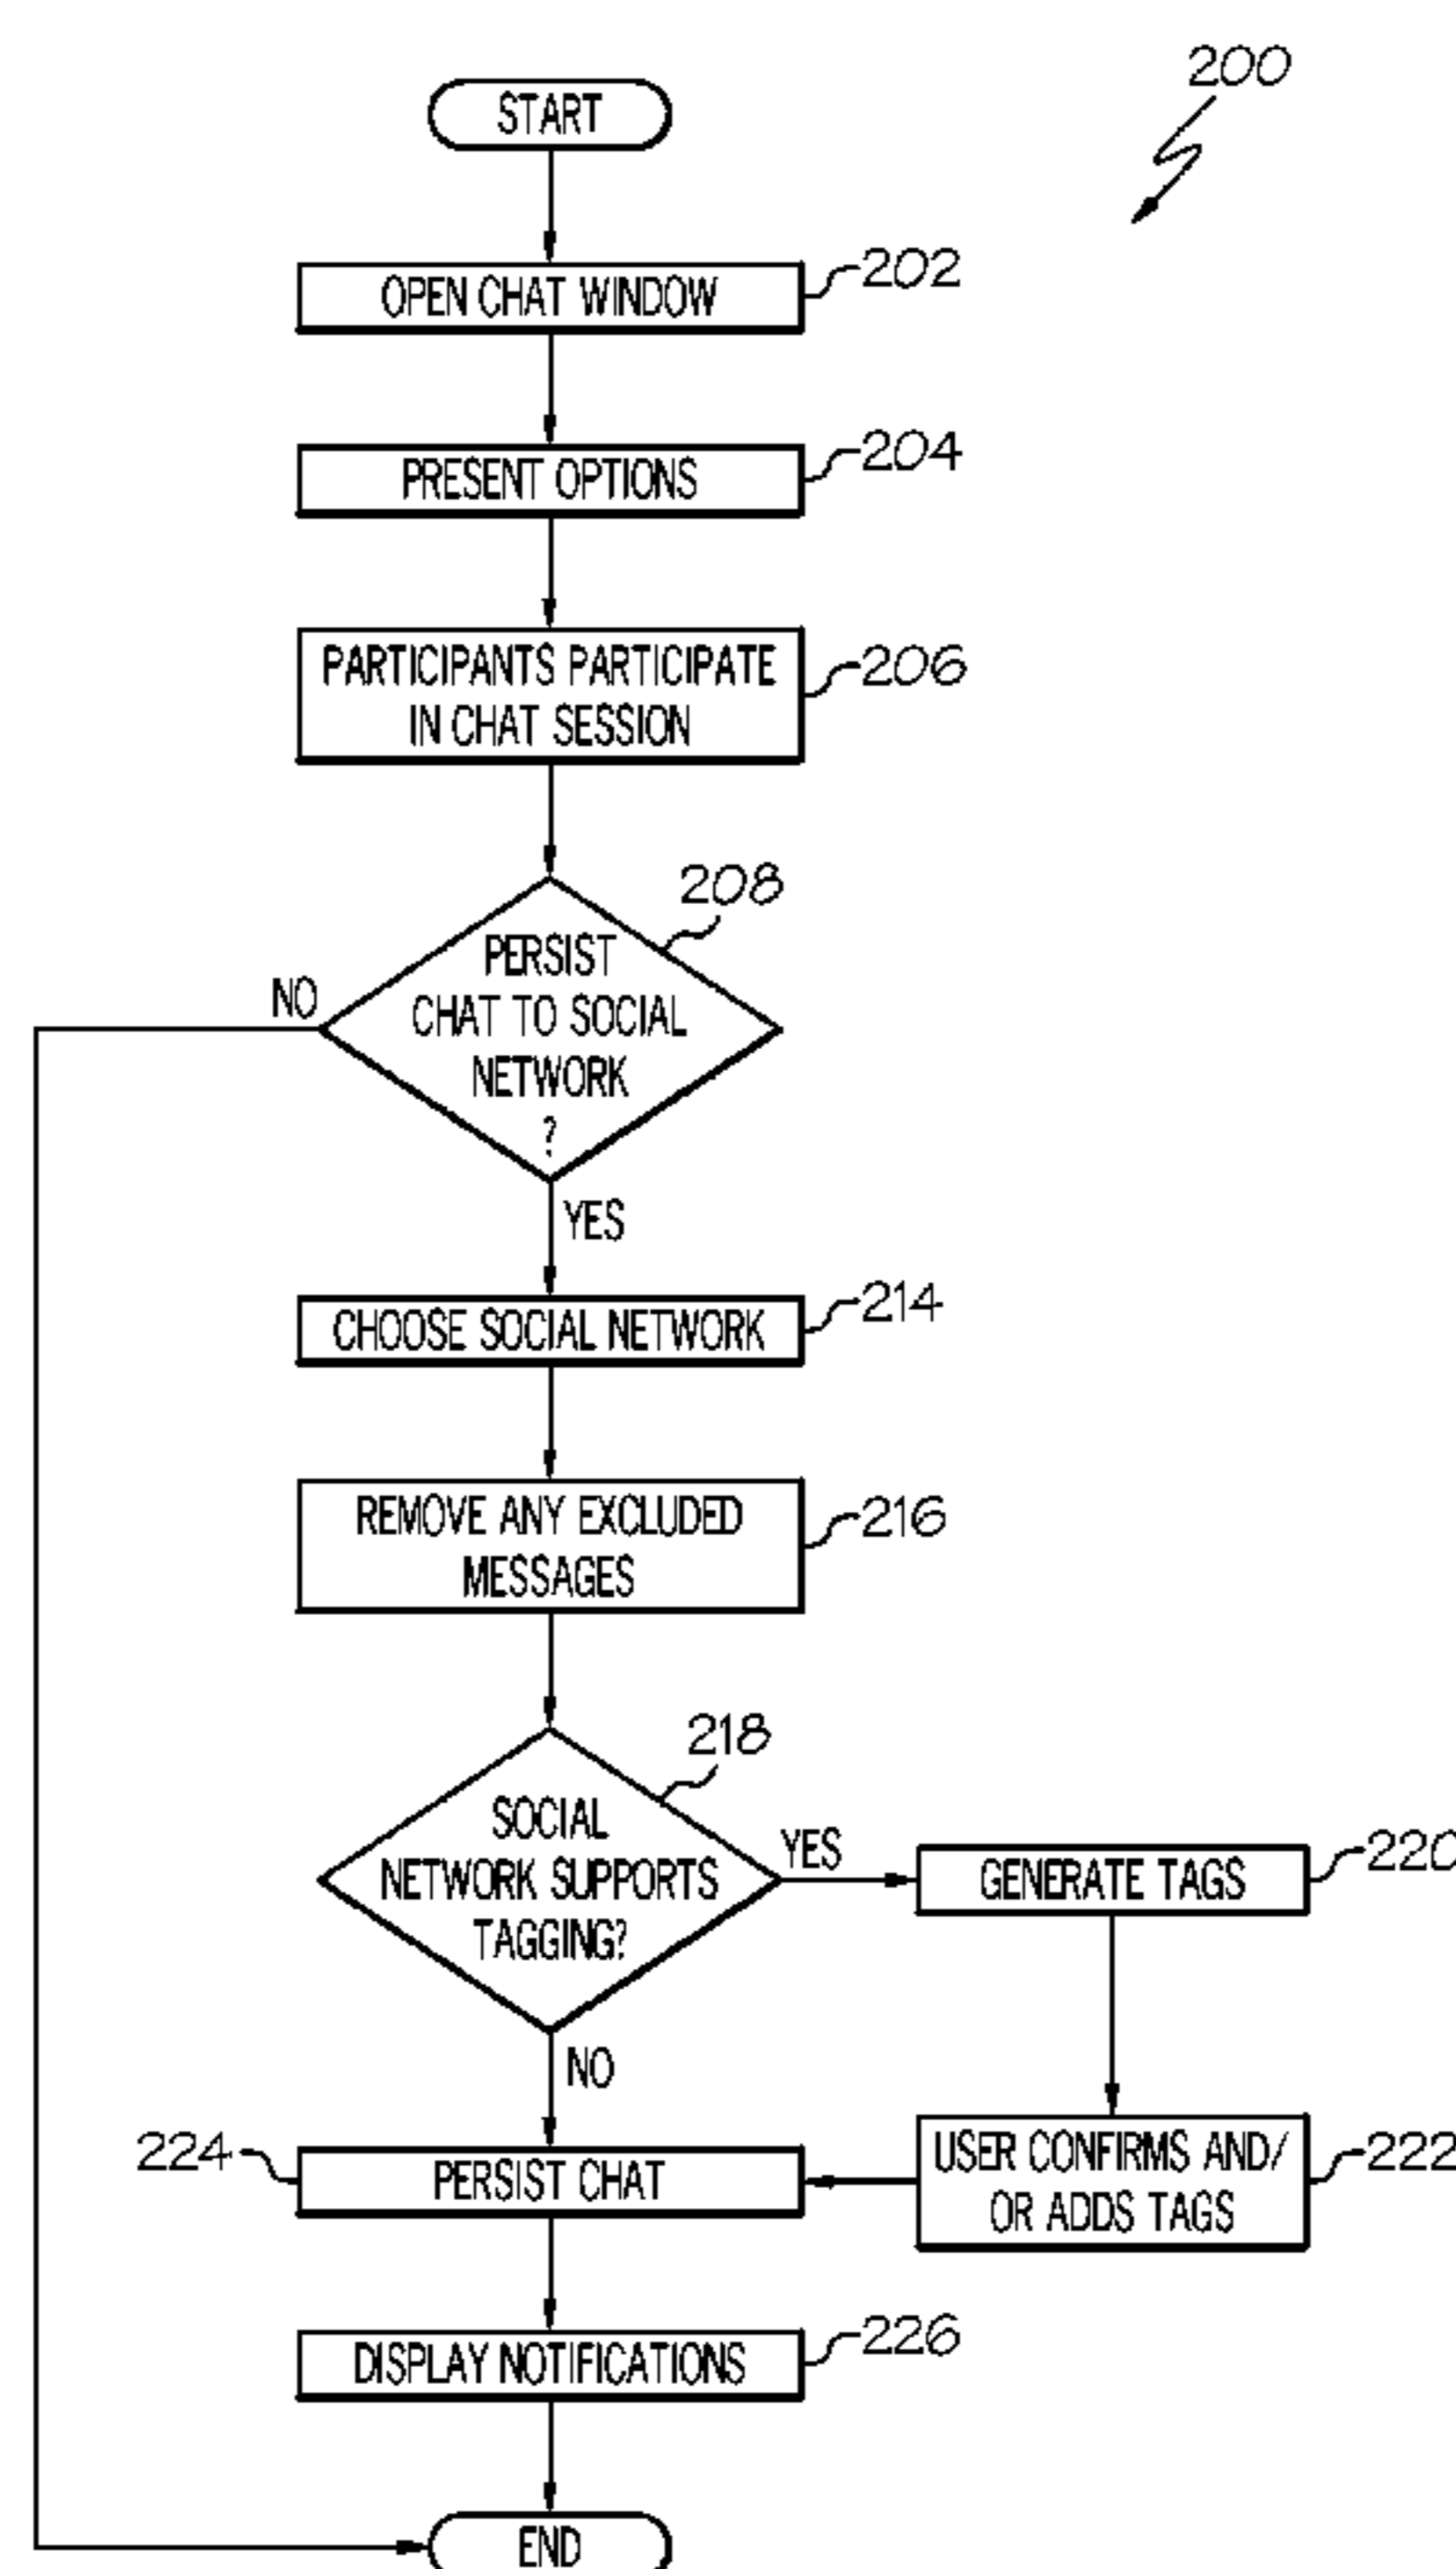 200
START
OPEN CHAT WINDOW
202
PRESENT OPTIONS
204
PARTICIPANTS PARTICIPATE
IN CHAT SESSION
206
208
PERSIST
CHAT TO SOCIAL
NETWORK
?
NO
YES
CHOOSE SOCIAL NETWORK
214
REMOVE ANY EXCLUDED
MESSAGES
216
218
SOCIAL
NETWORK SUPPORTS
TAGGING?
YES
GENERATE TAGS
220
NO
224
PERSIST CHAT
USER CONFIRMS AND/
OR ADDS TAGS
222
DISPLAY NOTIFICATIONS
226
END